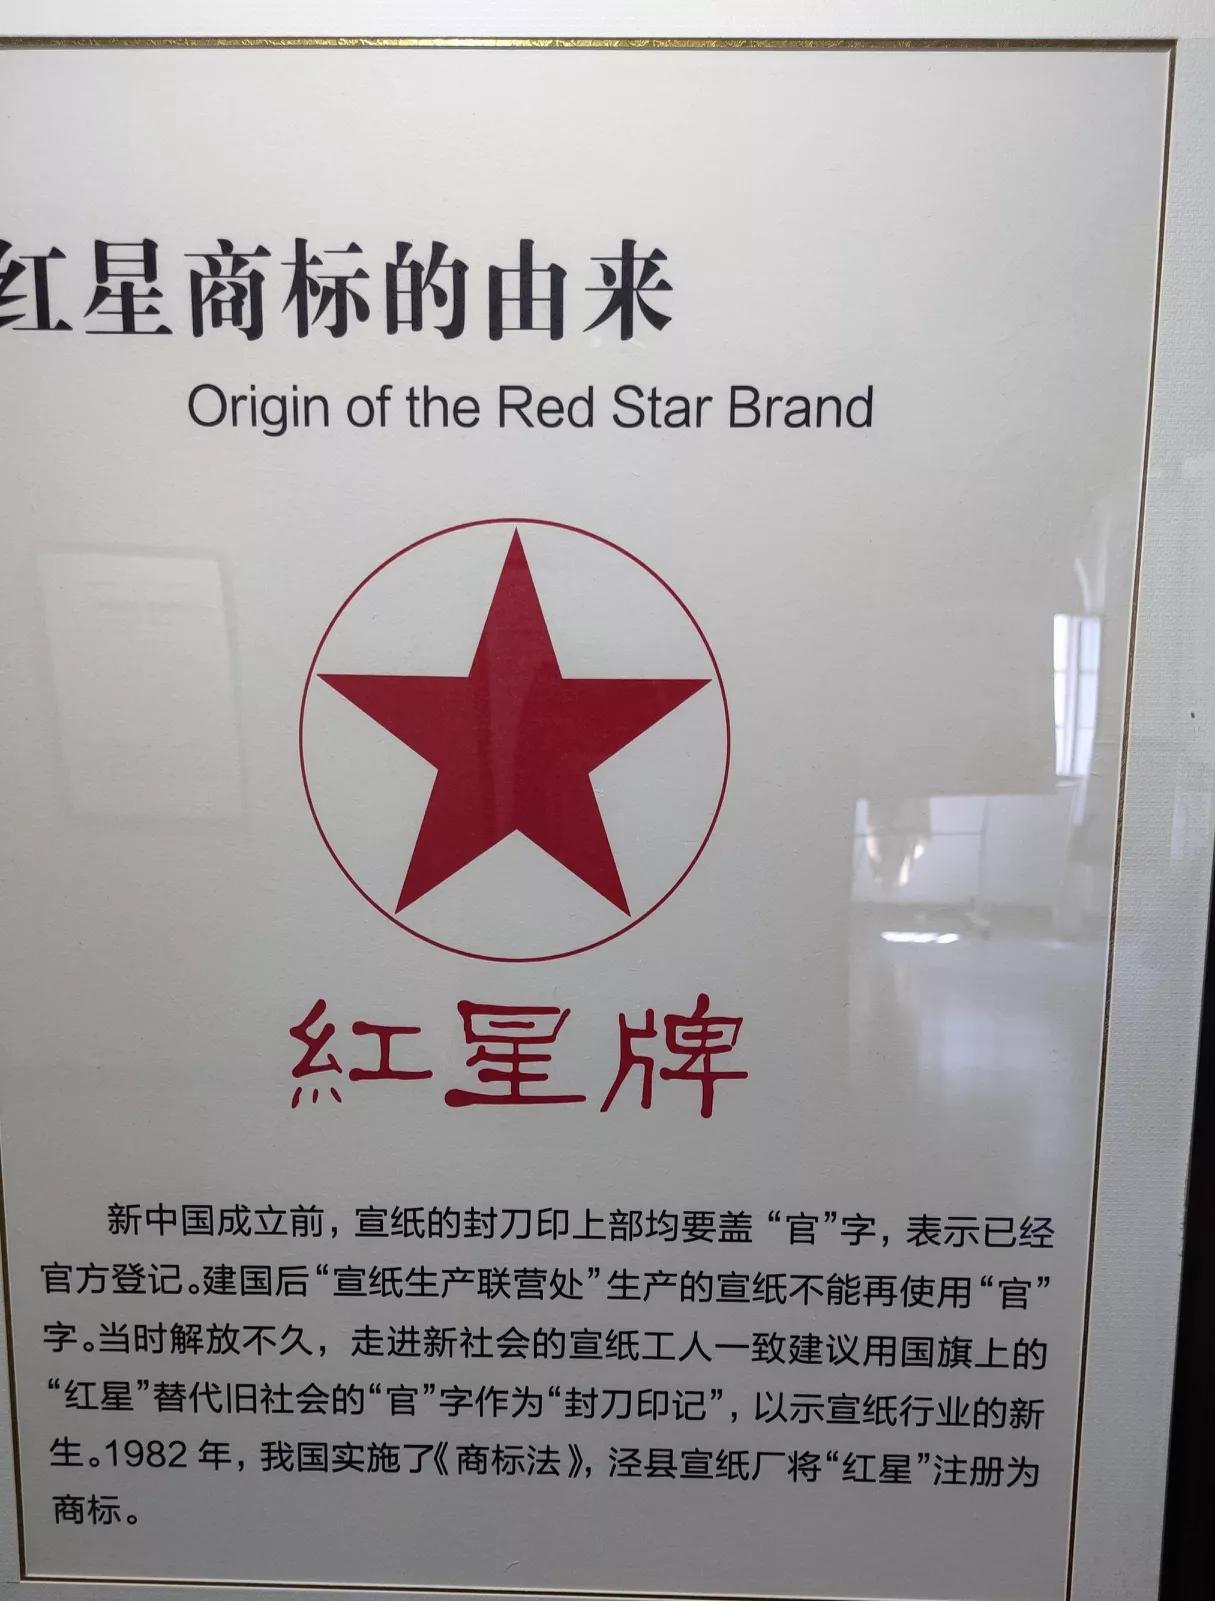 红星商标的由来
Origin of the Red Star Brand
紅星牌
新中国成立前，宣纸的封刀印上部均要盖“官”字，表示已经
官方登记。建国后“宣纸生产联营处”生产的宣纸不能再使用“官”
字。当时解放不久，走进新社会的宣纸工人一致建议用国旗上的
“红星”替代旧社会的“官”字作为“封刀印记”，以示宣纸行业的新
生。1982年，我国实施了《商标法》，泾县宣纸厂将“红星”注册为
商标。